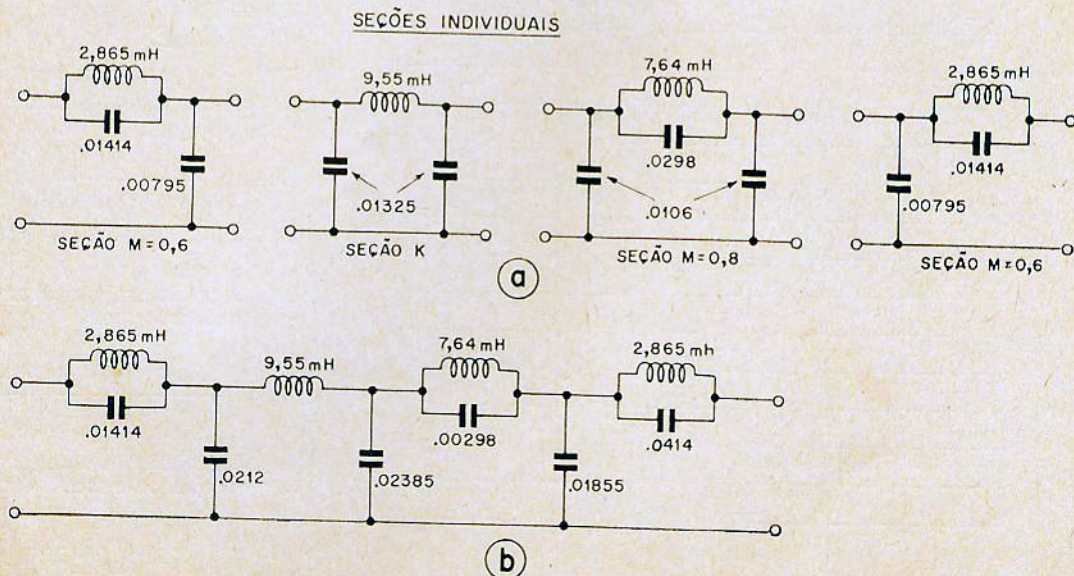 SEÇÕES INDIVIDUAIS
2,865 mH
.01414
.00795
SEÇÃO M=0,6
9,55 mH
.01325
SEÇÃO K
7,64 mH
.0298
.0106
SEÇÃO M=0,8
2,865 mH
.01414
.00795
SEÇÃO M=0,6
a
2,865 mH
.01414
.0212
9,55 mH
.02385
7,64 mH
.00298
.01855
2,865 mh
.0414
b